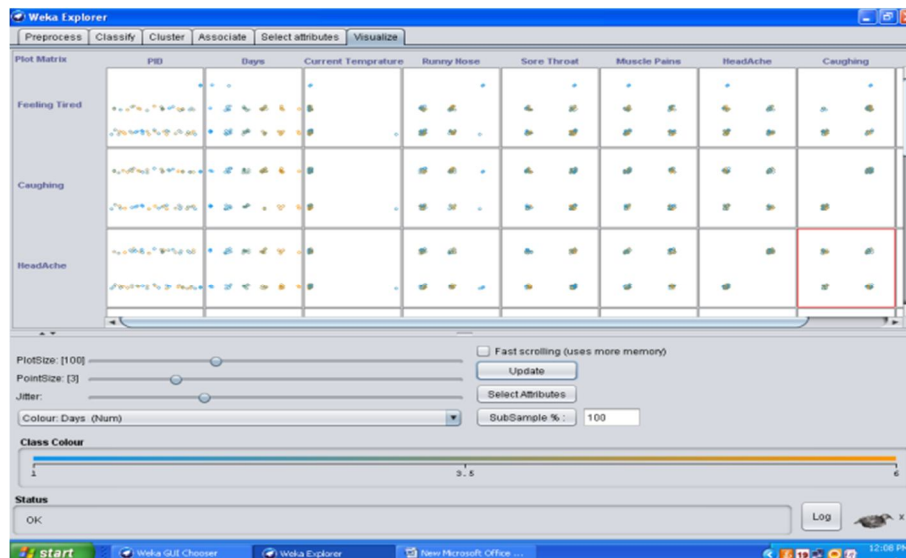 Weka Explorer
Preprocess Classify Cluster Associate Select attributes Visualize
Plot Matrix PID Days Current Temprature Runny Nose Sore Throat Muscle Pains HeadAche Caughing
Feeling Tired
Caughing
HeadAche
PlotSize: [100]
Fast scrolling (uses more memory)
Update
PointSize: [3]
Jitter:
Select Attributes
Colour: Days (Num)
SubSample % : 100
Class Colour
1 3.5 6
Status
OK
Log
x
start Weka GUI Chooser Weka Explorer New Microsoft Office ... 19 12:08 PM